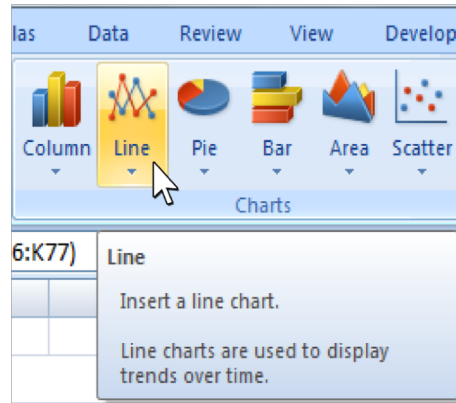 las Data Review View Develop
Column Line Pie Bar Area Scatter
Charts
6:K77)
Line
Insert a line chart.
Line charts are used to display
trends over time.